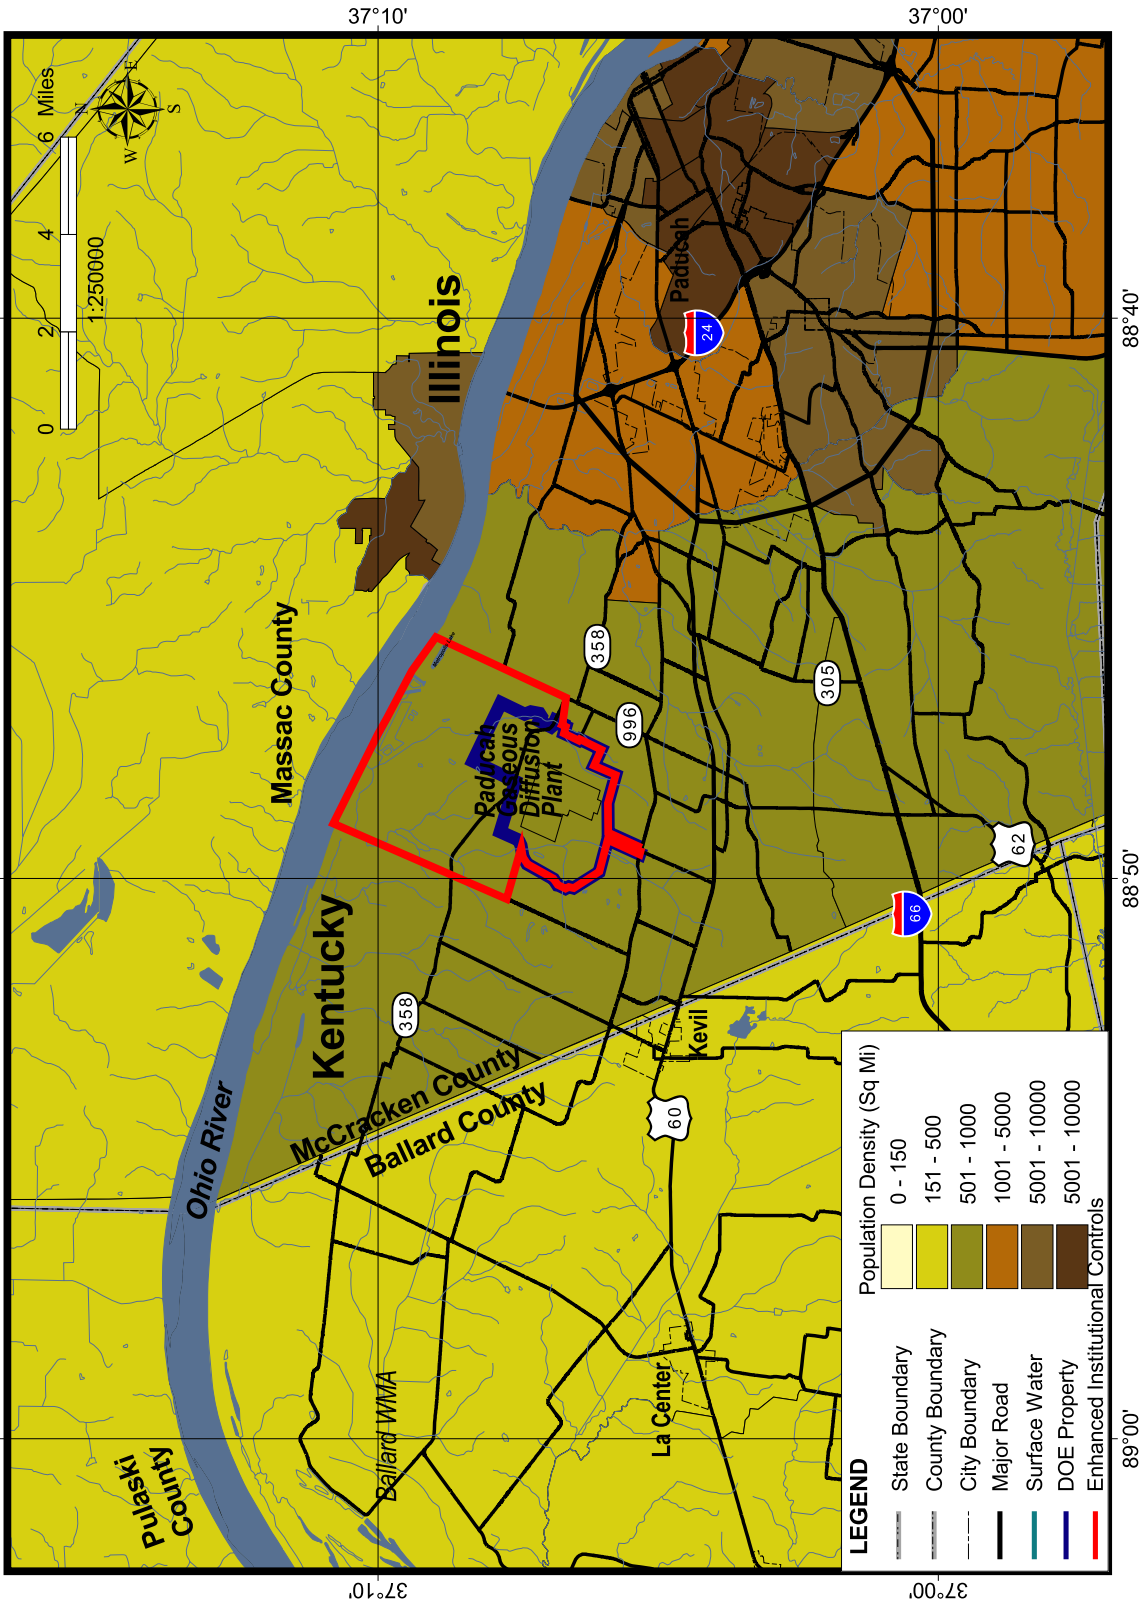 37°10'
37°00'
0 2 4 6 Miles
1:250000
N
E
S
W
Illinois
Massac County
Paducah
24
88°40'
358
996
305
Paducah
Gaseous
Diffusion
Plant
62
88°50'
66
Kentucky
358
McCracken County
Ballard County
Ohio River
Kevil
60
La Center
Ballard WMA
Pulaski
County
89°00'
37°10'
37°00'
LEGEND
State Boundary
County Boundary
City Boundary
Major Road
Surface Water
DOE Property
Enhanced Institutional Controls
Population Density (Sq Mi)
0 - 150
151 - 500
501 - 1000
1001 - 5000
5001 - 10000
5001 - 10000